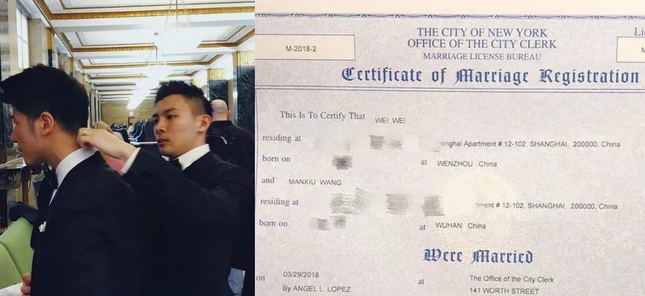 THE CITY OF NEW YORK
OFFICE OF THE CITY CLERK
MARRIAGE LICENSE BUREAU
M-2018-2
Certificate of Marriage Registration
This Is To Certify That WEI WEI
residing at anghai Apartment # 12-102, SHANGHAI, 200000, China
born on at WENZHOU China
and MANXIU WANG
residing at ment # 12-102, SHANGHAI, 200000, China
born on at WUHAN China
Were Married
on 03/29/2018 at The Office of the City Clerk
By ANGEL L. LOPEZ 141 WORTH STREET